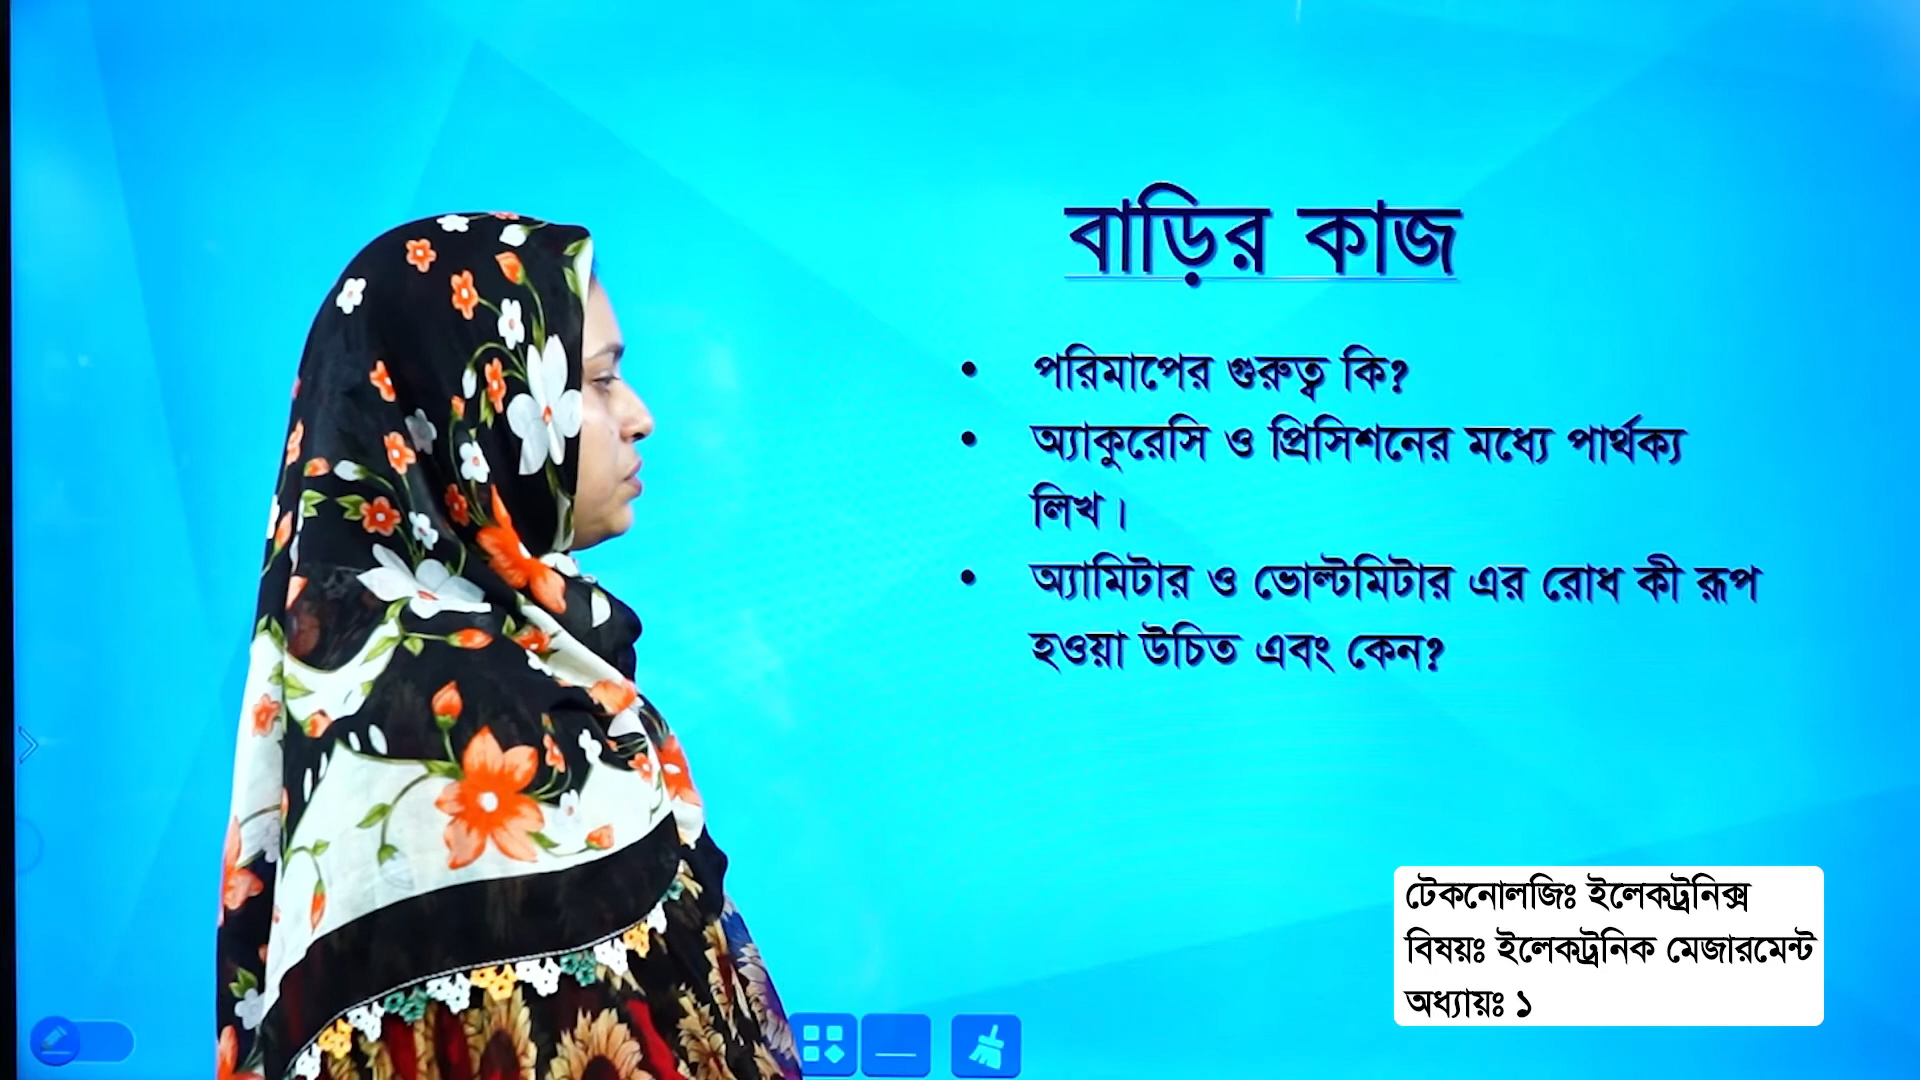 বাড়ির কাজ
• পরিমাপের গুরুত্ব কি?
• অ্যাকুরেসি ও প্রিসিশনের মধ্যে পার্থক্য
লিখ।
• অ্যামিটার ও ভোল্টমিটার এর রোধ কী রূপ
হওয়া উচিত এবং কেন?
টেকনোলজিঃ ইলেকট্রনিক্স
বিষয়ঃ ইলেকট্রনিক মেজারমেন্ট
অধ্যায়ঃ ১